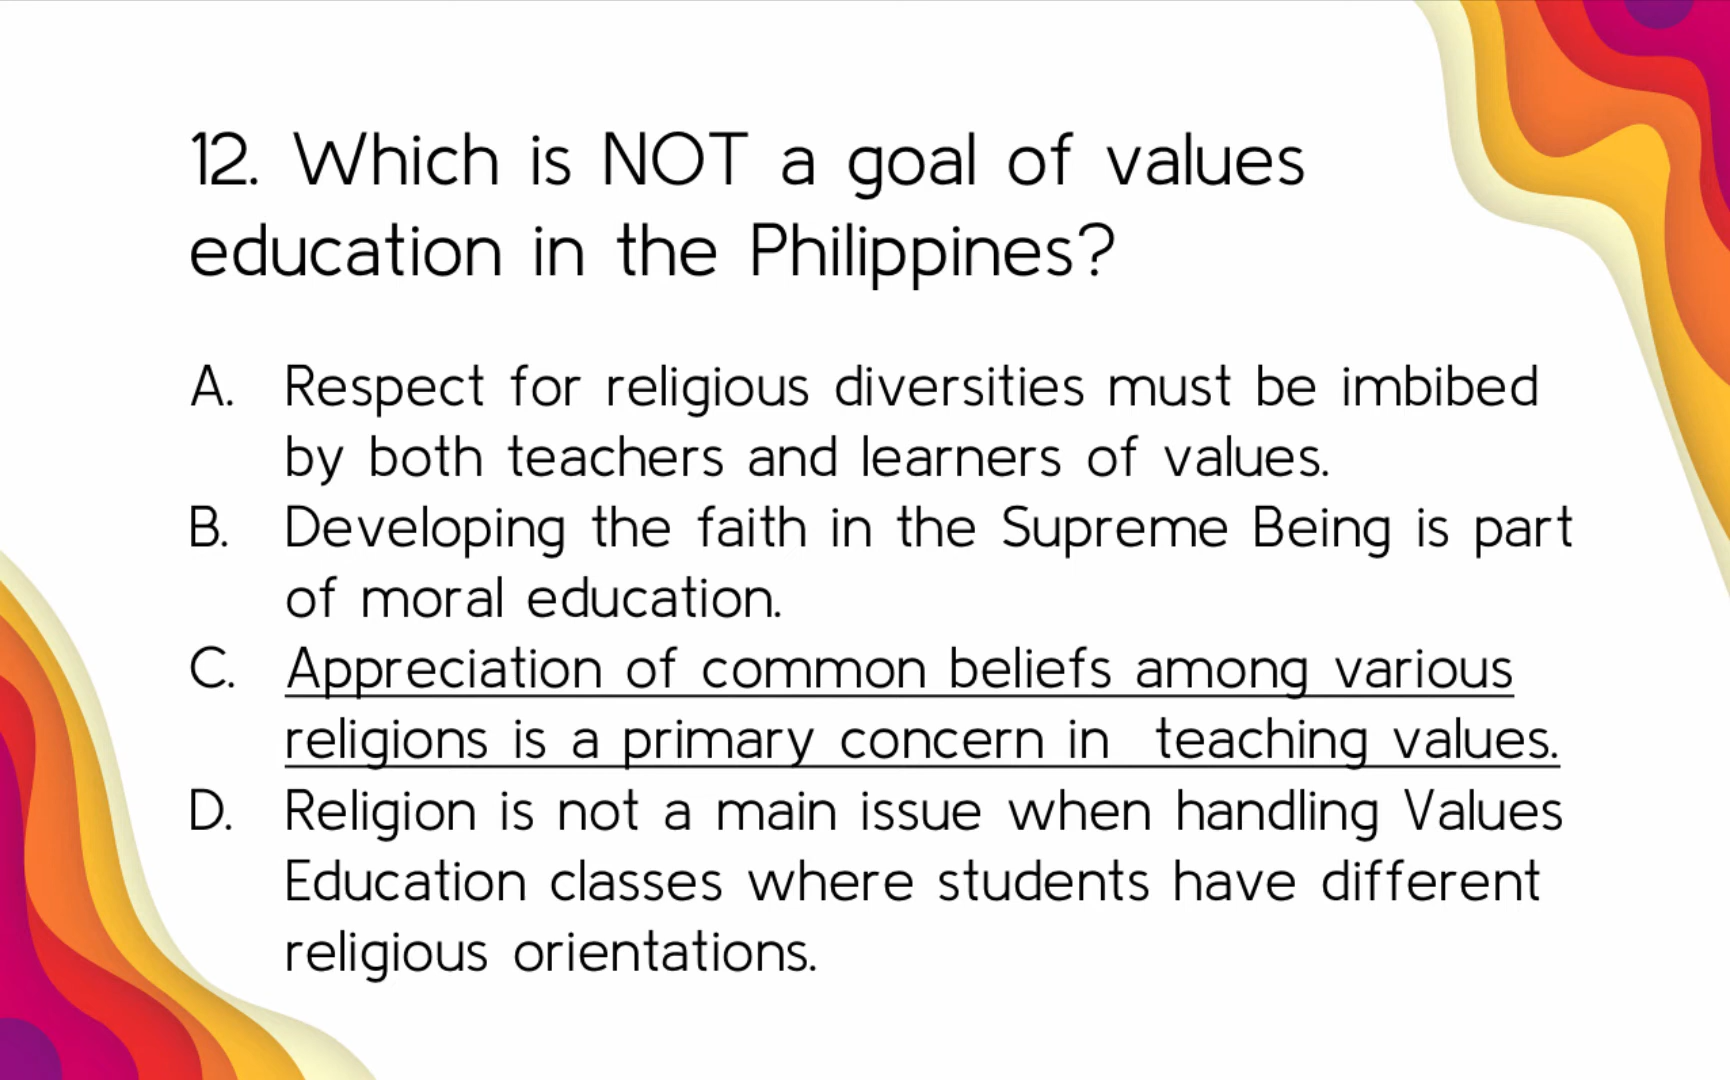 12. Which is NOT a goal of values
education in the Philippines?
A. Respect for religious diversities must be imbibed
by both teachers and learners of values.
B. Developing the faith in the Supreme Being is part
of moral education.
C. Appreciation of common beliefs among various
religions is a primary concern in teaching values.
D. Religion is not a main issue when handling Values
Education classes where students have different
religious orientations.